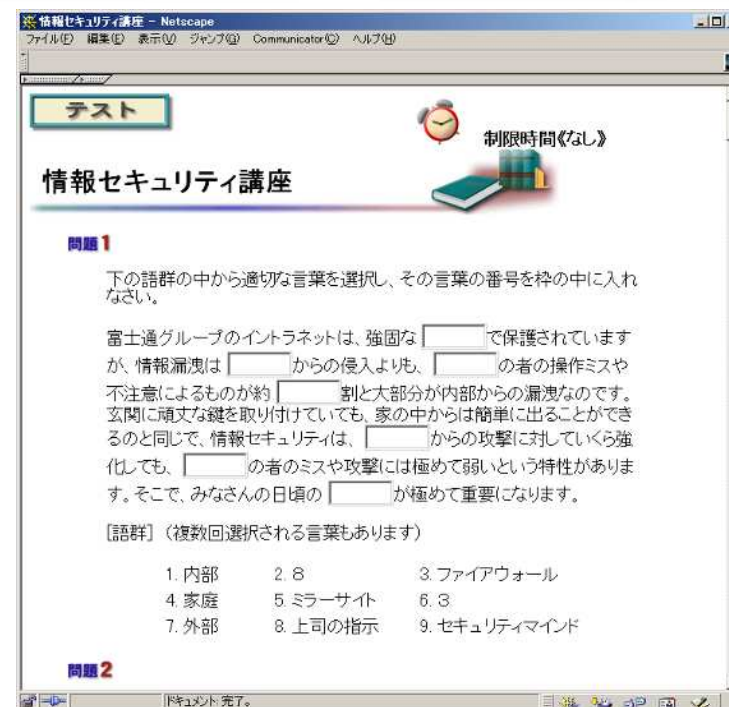 情報セキュリティ講座 - Netscape
ファイル(F) 編集(E) 表示(V) ジャンプ(G) Communicator(C) ヘルプ(H)
テスト
制限時間《なし》
情報セキュリティ講座
問題1
下の語群の中から適切な言葉を選択し、その言葉の番号を枠の中に入れ
なさい。
富士通グループのイントラネットは、強固な で保護されています
が、情報漏洩は からの侵入よりも、 の者の操作ミスや
不注意によるものが約 割と大部分が内部からの漏洩なのです。
玄関に頑丈な鍵を取り付けていても、家の中からは簡単に出ることができ
るのと同じで、情報セキュリティは、 からの攻撃に対していくら強
化しても、 の者のミスや攻撃には極めて弱いという特性がありま
す。そこで、みなさんの日頃の が極めて重要になります。
[語群] (複数回選択される言葉もあります)
1. 内部 2. 8 3. ファイアウォール
4. 家庭 5. ミラーサイト 6. 3
7. 外部 8. 上司の指示 9. セキュリティマインド
問題2
ドキュメント:完了。